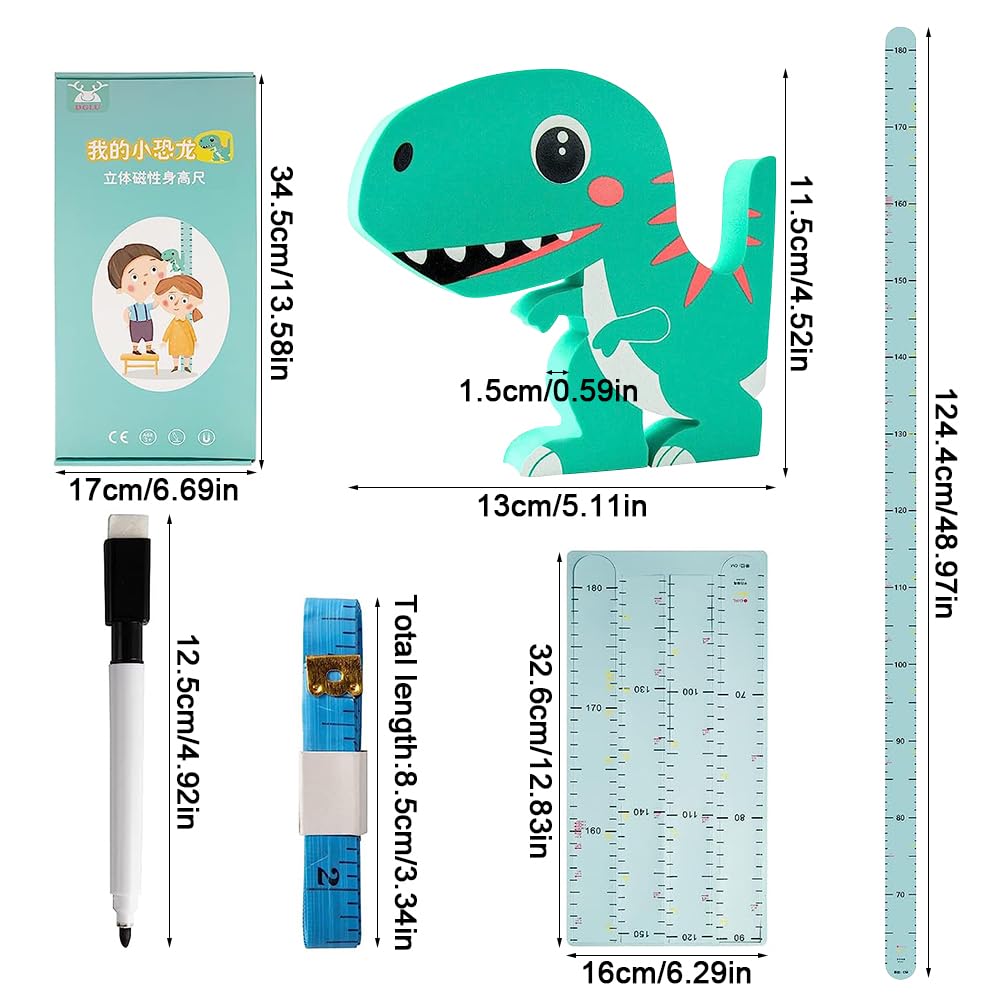 DOLU
我的小恐龙
立体磁性身高尺
CE
34.5cm/13.58in
17cm/6.69in
11.5cm/4.52in
1.5cm/0.59in
13cm/5.11in
180
170
160
150
140
130
120
110
100
90
80
70
124.4cm/48.97in
12.5cm/4.92in
2
Total length:8.5cm/3.34in
180
170
160
130
140
150
100
110
120
70
80
90
32.6cm/12.83in
16cm/6.29in